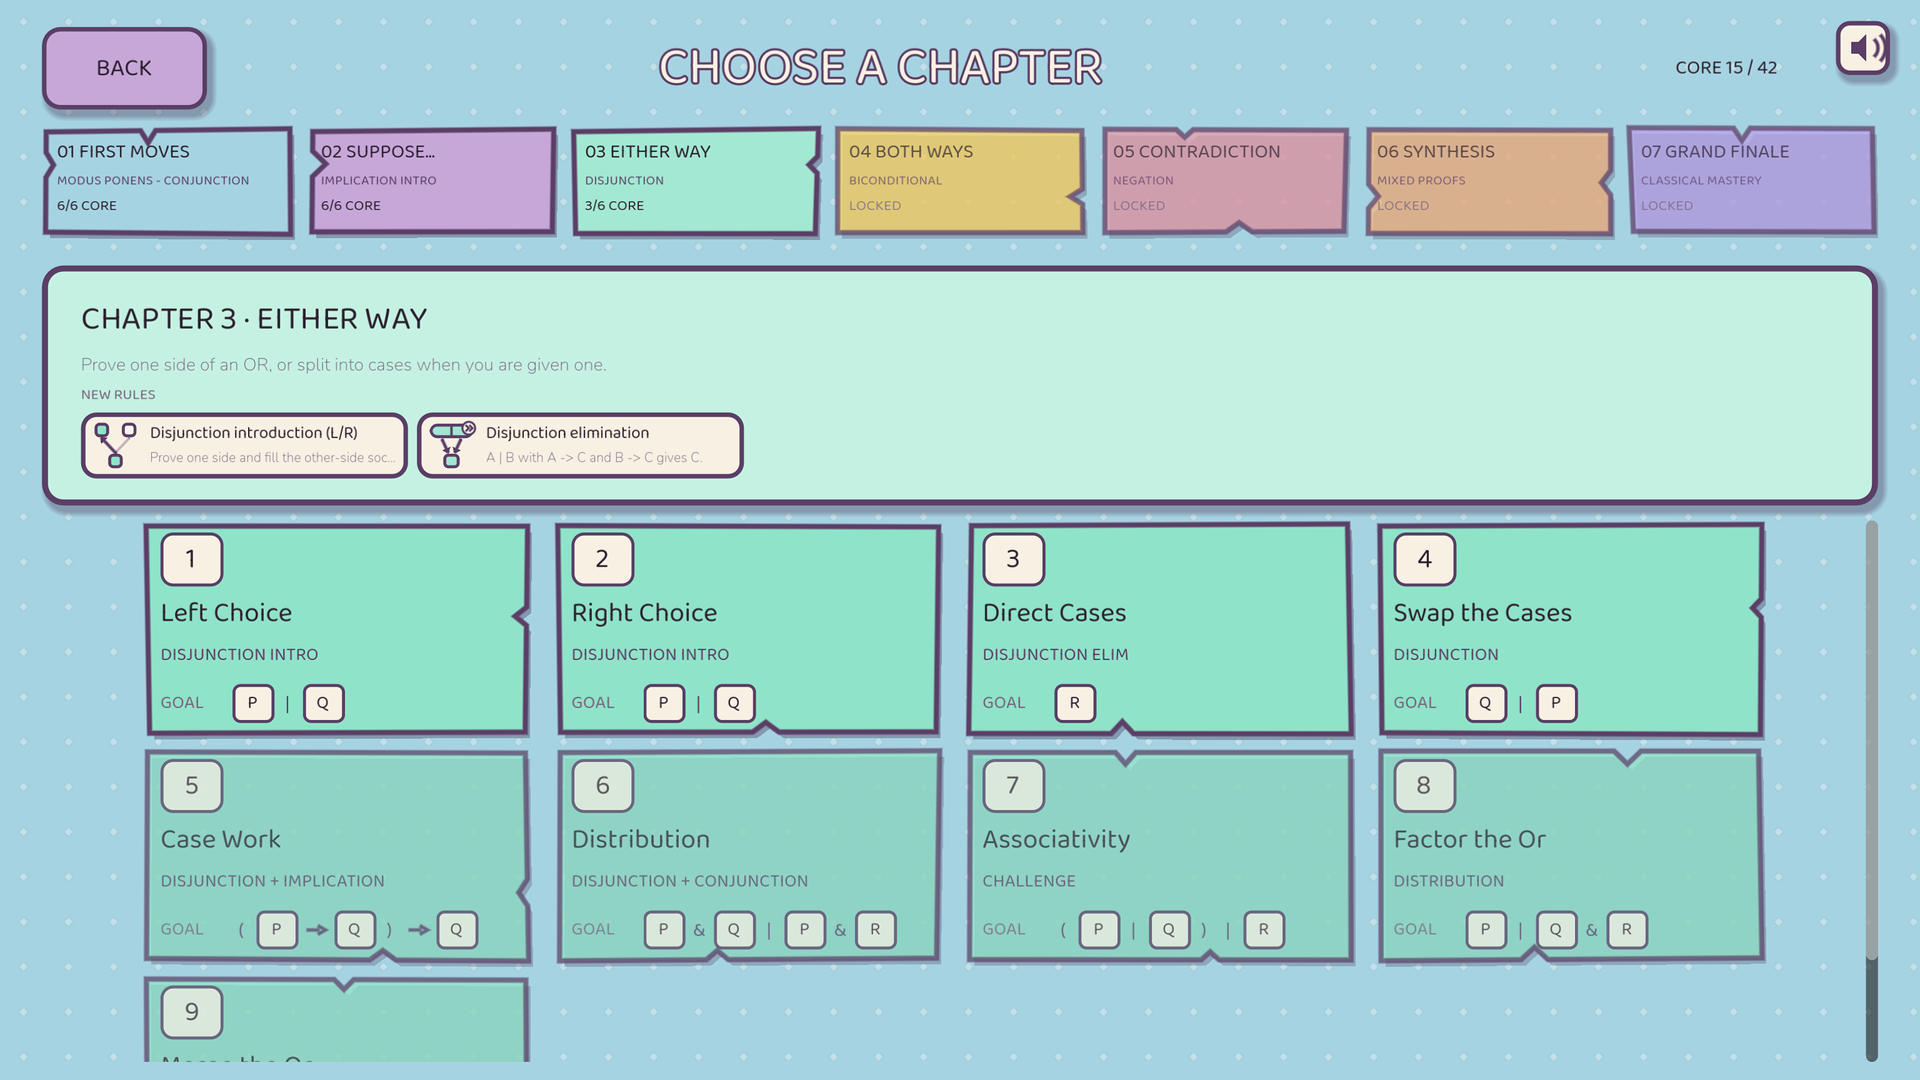 BACK
CHOOSE A CHAPTER
CORE 15 / 42
01 FIRST MOVES
MODUS PONENS - CONJUNCTION
6/6 CORE
02 SUPPOSE...
IMPLICATION INTRO
6/6 CORE
03 EITHER WAY
DISJUNCTION
3/6 CORE
04 BOTH WAYS
BICONDITIONAL
LOCKED
05 CONTRADICTION
NEGATION
LOCKED
06 SYNTHESIS
MIXED PROOFS
LOCKED
07 GRAND FINALE
CLASSICAL MASTERY
LOCKED
CHAPTER 3 · EITHER WAY
Prove one side of an OR, or split into cases when you are given one.
NEW RULES
Disjunction introduction (L/R)
Prove one side and fill the other-side soc...
Disjunction elimination
A | B with A -> C and B -> C gives C.
1
Left Choice
DISJUNCTION INTRO
GOAL P | Q
2
Right Choice
DISJUNCTION INTRO
GOAL P | Q
3
Direct Cases
DISJUNCTION ELIM
GOAL R
4
Swap the Cases
DISJUNCTION
GOAL Q | P
5
Case Work
DISJUNCTION + IMPLICATION
GOAL ( P → Q ) → Q
6
Distribution
DISJUNCTION + CONJUNCTION
GOAL P & Q | P & R
7
Associativity
CHALLENGE
GOAL ( P | Q ) | R
8
Factor the Or
DISTRIBUTION
GOAL P | Q & R
9